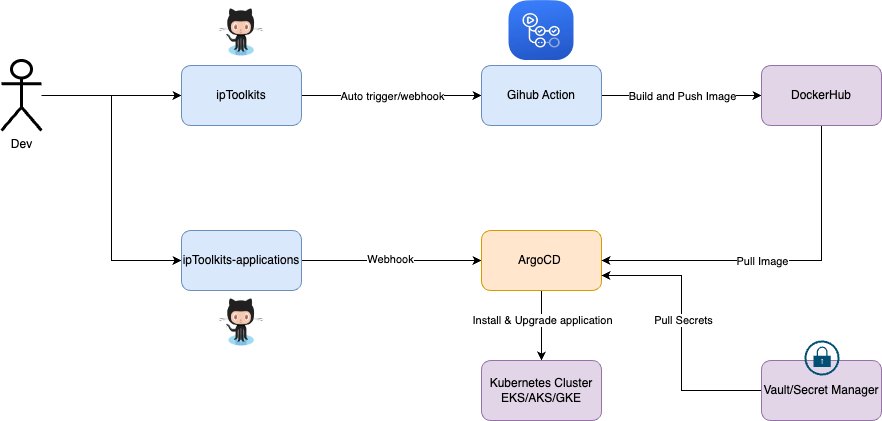 ipToolkits
Auto trigger/webhook
Gihub Action
Build and Push Image
DockerHub
Dev
ipToolkits-applications
Webhook
ArgoCD
Pull Image
Install & Upgrade application
Pull Secrets
Kubernetes Cluster
EKS/AKS/GKE
Vault/Secret Manager